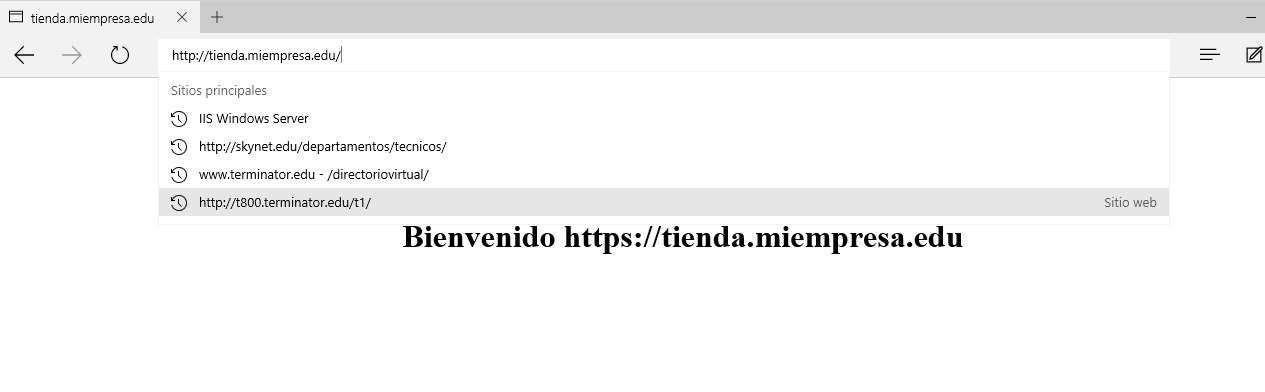 tienda.miempresa.edu
http://tienda.miempresa.edu/
Sitios principales
IIS Windows Server
http://skynet.edu/departamentos/tecnicos/
www.terminator.edu - /directoriovirtual/
http://t800.terminator.edu/t1/ Sitio web
Bienvenido https://tienda.miempresa.edu